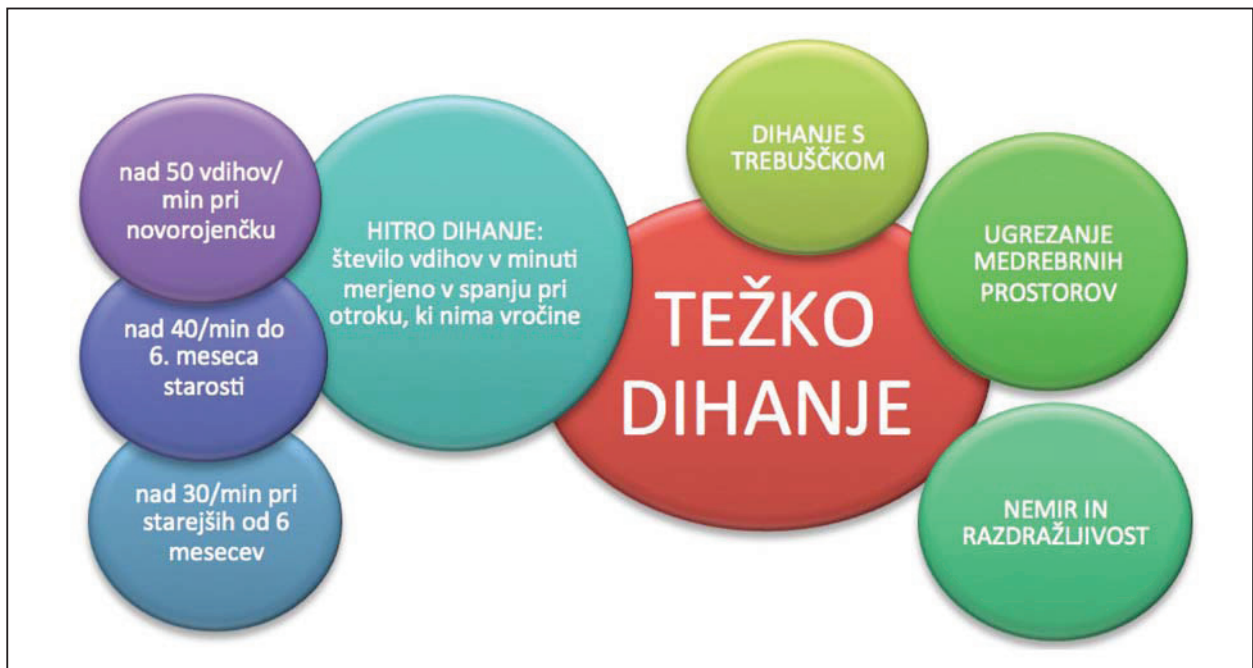 nad 50 vdihov/
min pri
novorojenčku
nad 40/min do
6. meseca
starosti
nad 30/min pri
starejših od 6
mesecev
HITRO DIHANJE:
število vdihov v minuti
merjeno v spanju pri
otroku, ki nima vročine
TEŽKO
DIHANJE
DIHANJE S
TREBUŠČKOM
UGREZANJE
MEDREBRNIH
PROSTOROV
NEMIR IN
RAZDRAŽLJIVOST